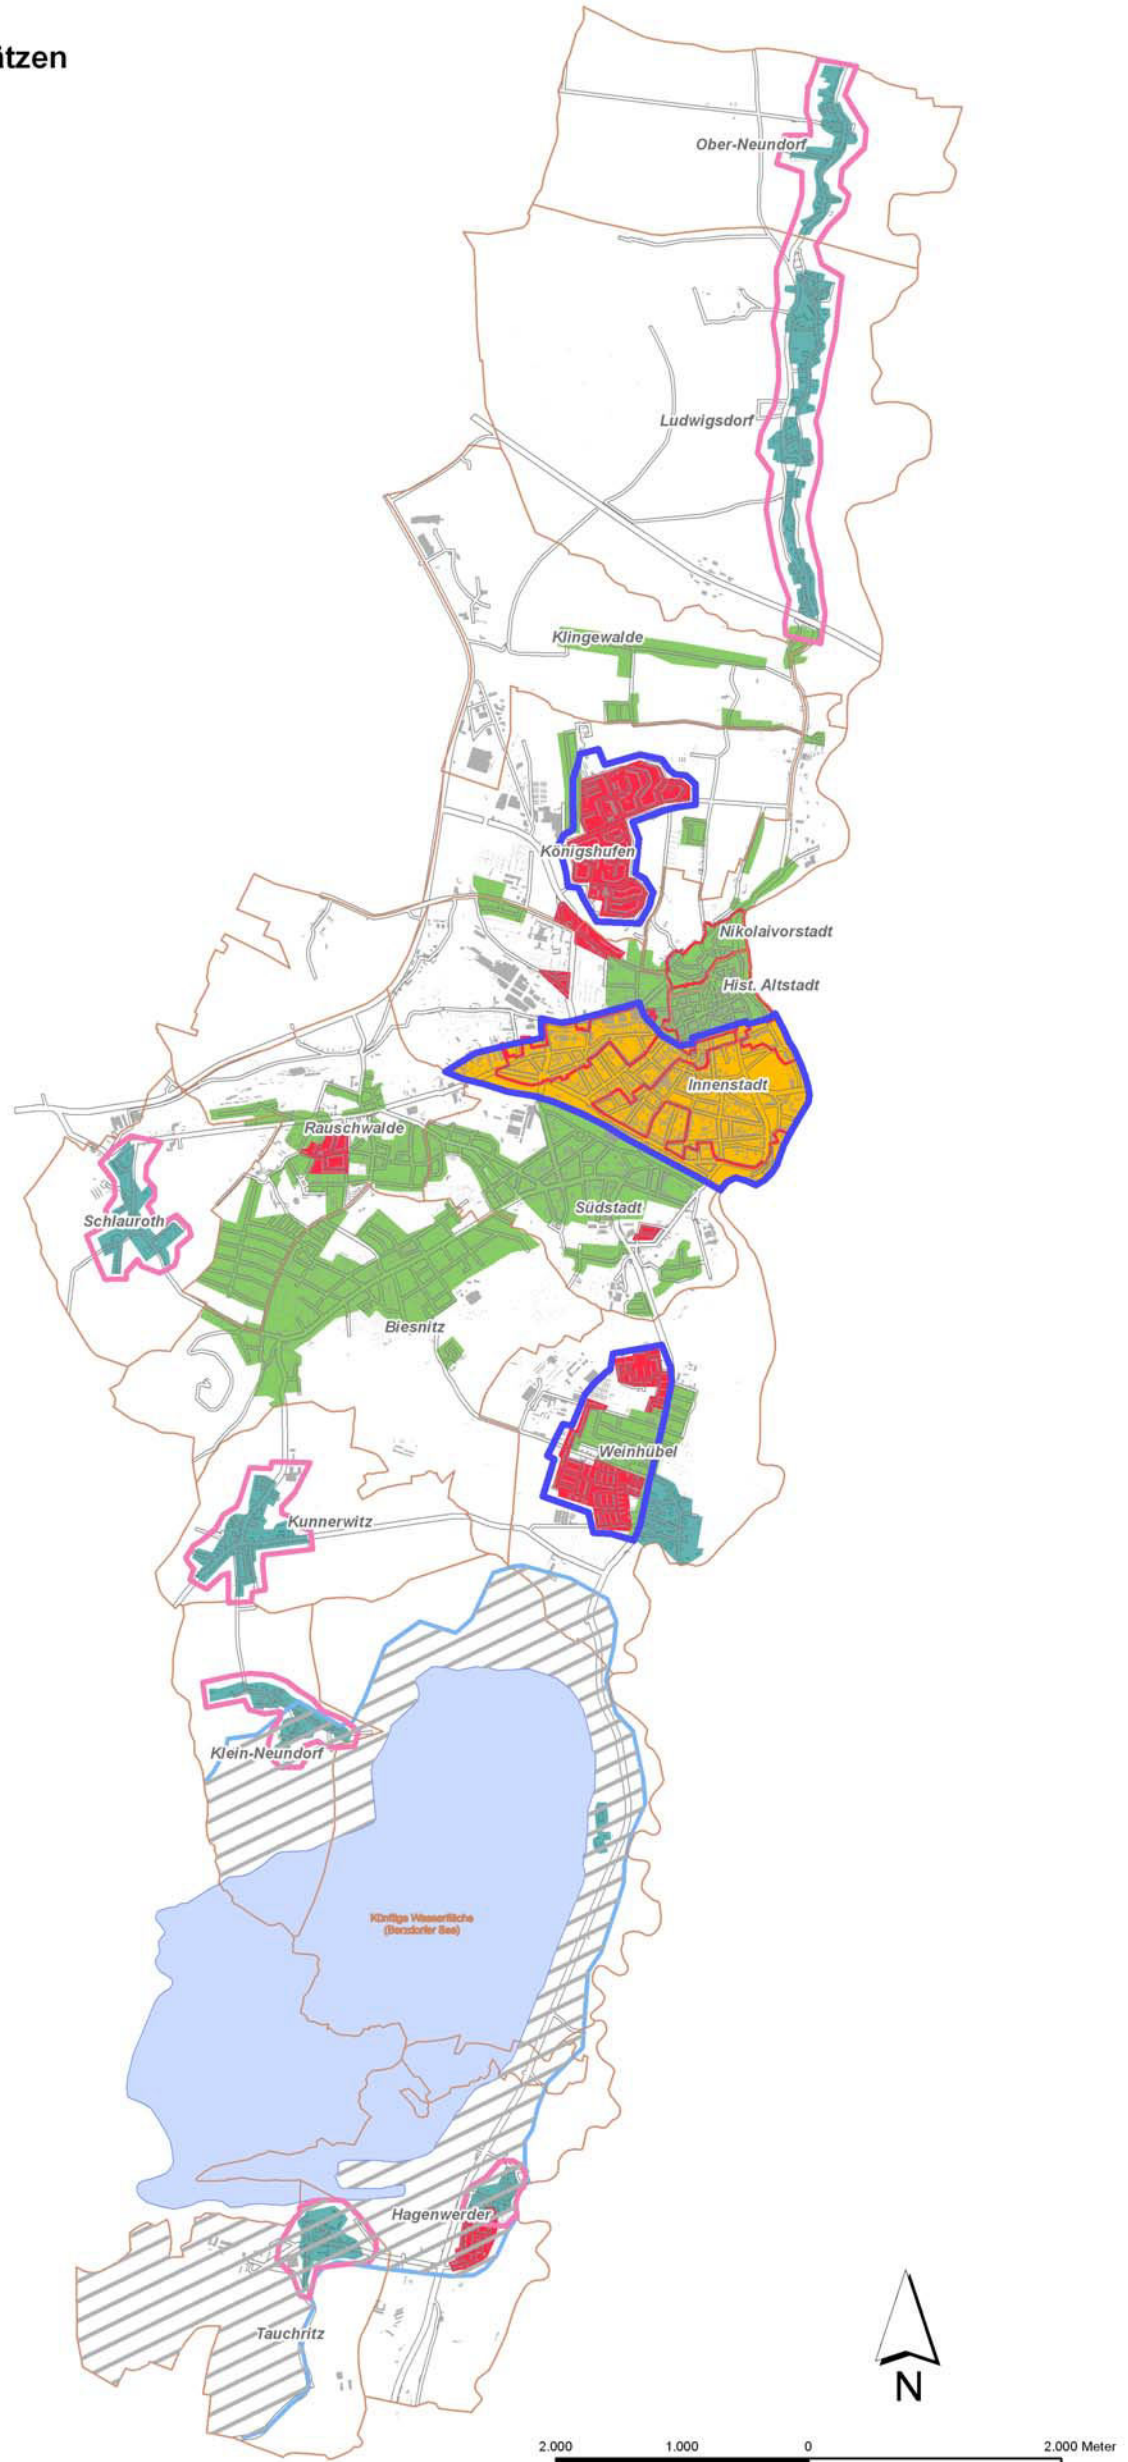 itzen
Ober-Neundorf
Ludwigsdorf
Klingewalde
Königshufen
Nikolaivorstadt
Hist. Altstadt
Innenstadt
Rauschwalde
Südstadt
Schlauroth
Biesnitz
Weinhübel
Kunnerwitz
Klein-Neundorf
Künftige Wasserfläche
(Berzdorfer See)
Hagenwerder
Tauchritz
N
2.000 1.000 0 2.000 Meter